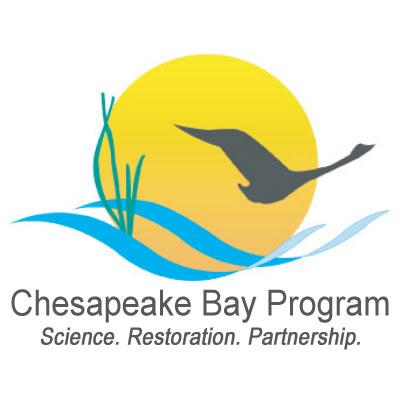 Chesapeake Bay Program
Science. Restoration. Partnership.